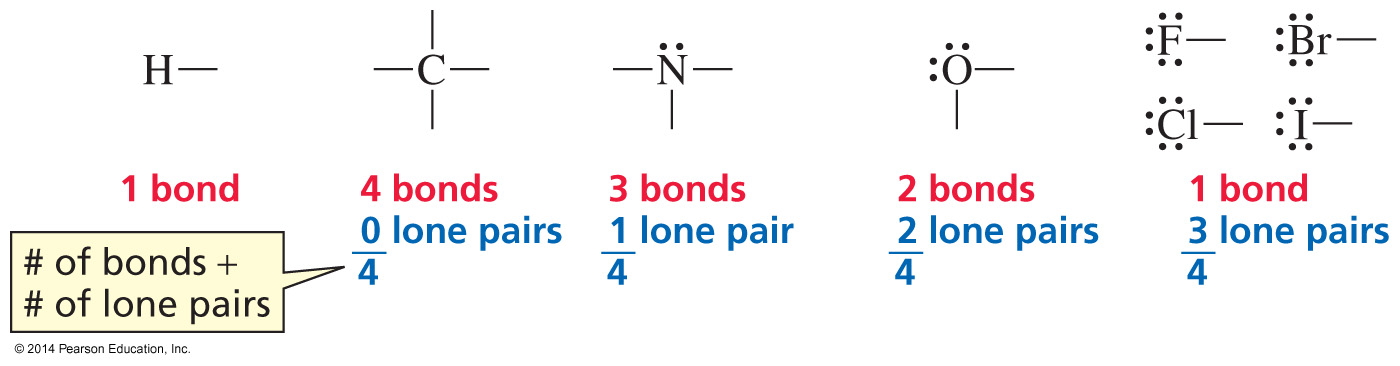 H C N :O :F :Br
:Cl :I
1 bond 4 bonds 3 bonds 2 bonds 1 bond
0 lone pairs 1 lone pair 2 lone pairs 3 lone pairs
4 4 4 4
# of bonds +
# of lone pairs
© 2014 Pearson Education, Inc.